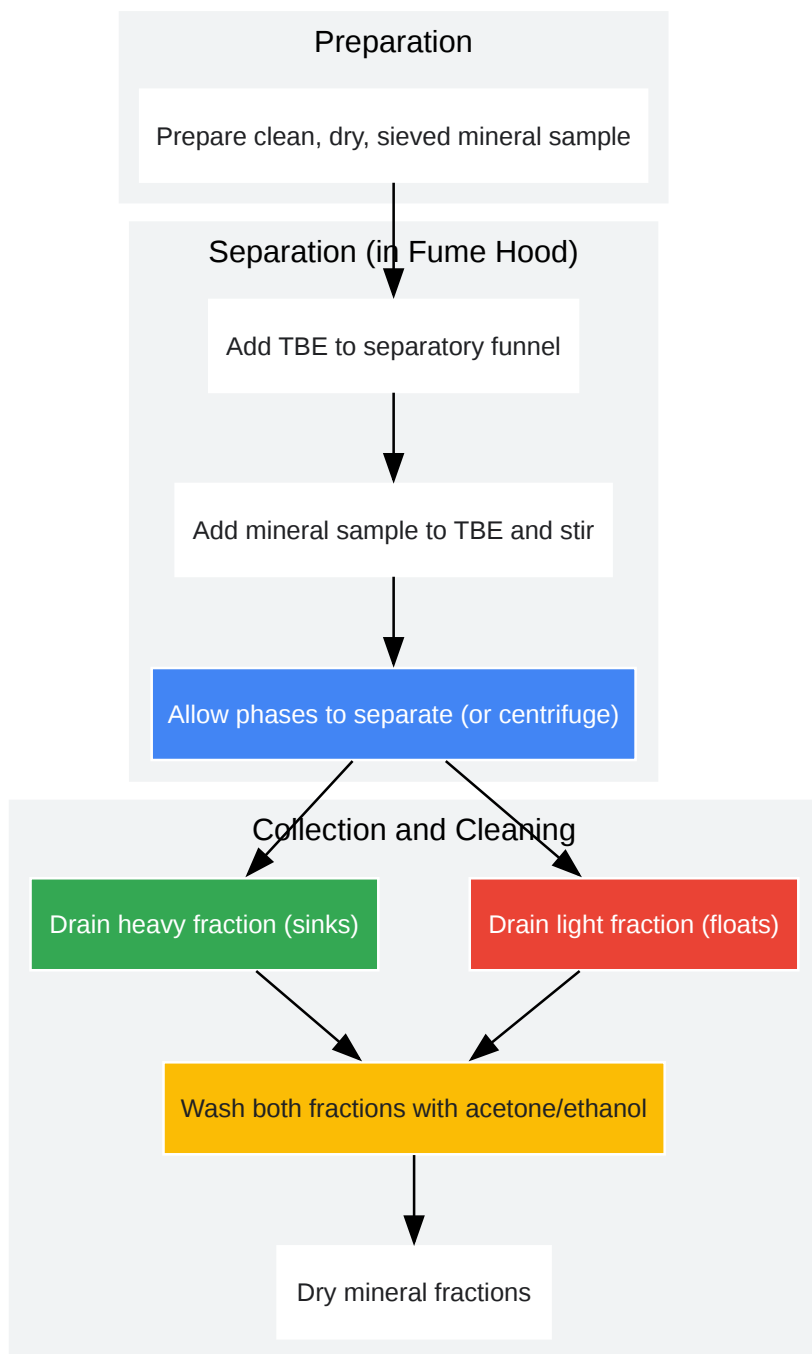 Preparation
Prepare clean, dry, sieved mineral sample
Separation (in Fume Hood)
Add TBE to separatory funnel
Add mineral sample to TBE and stir
Allow phases to separate (or centrifuge)
Collection and Cleaning
Drain heavy fraction (sinks)
Drain light fraction (floats)
Wash both fractions with acetone/ethanol
Dry mineral fractions